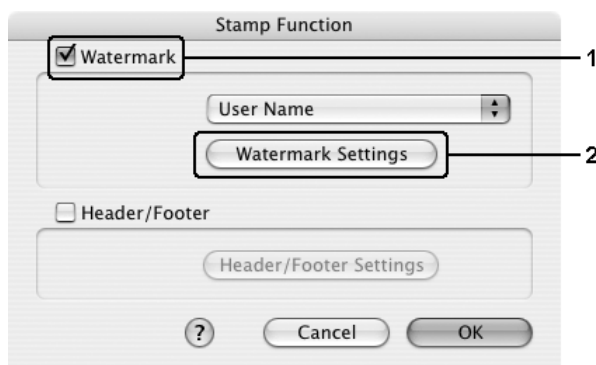 Stamp Function
Watermark
1
User Name
Watermark Settings
2
Header/Footer
Header/Footer Settings
?
Cancel
OK